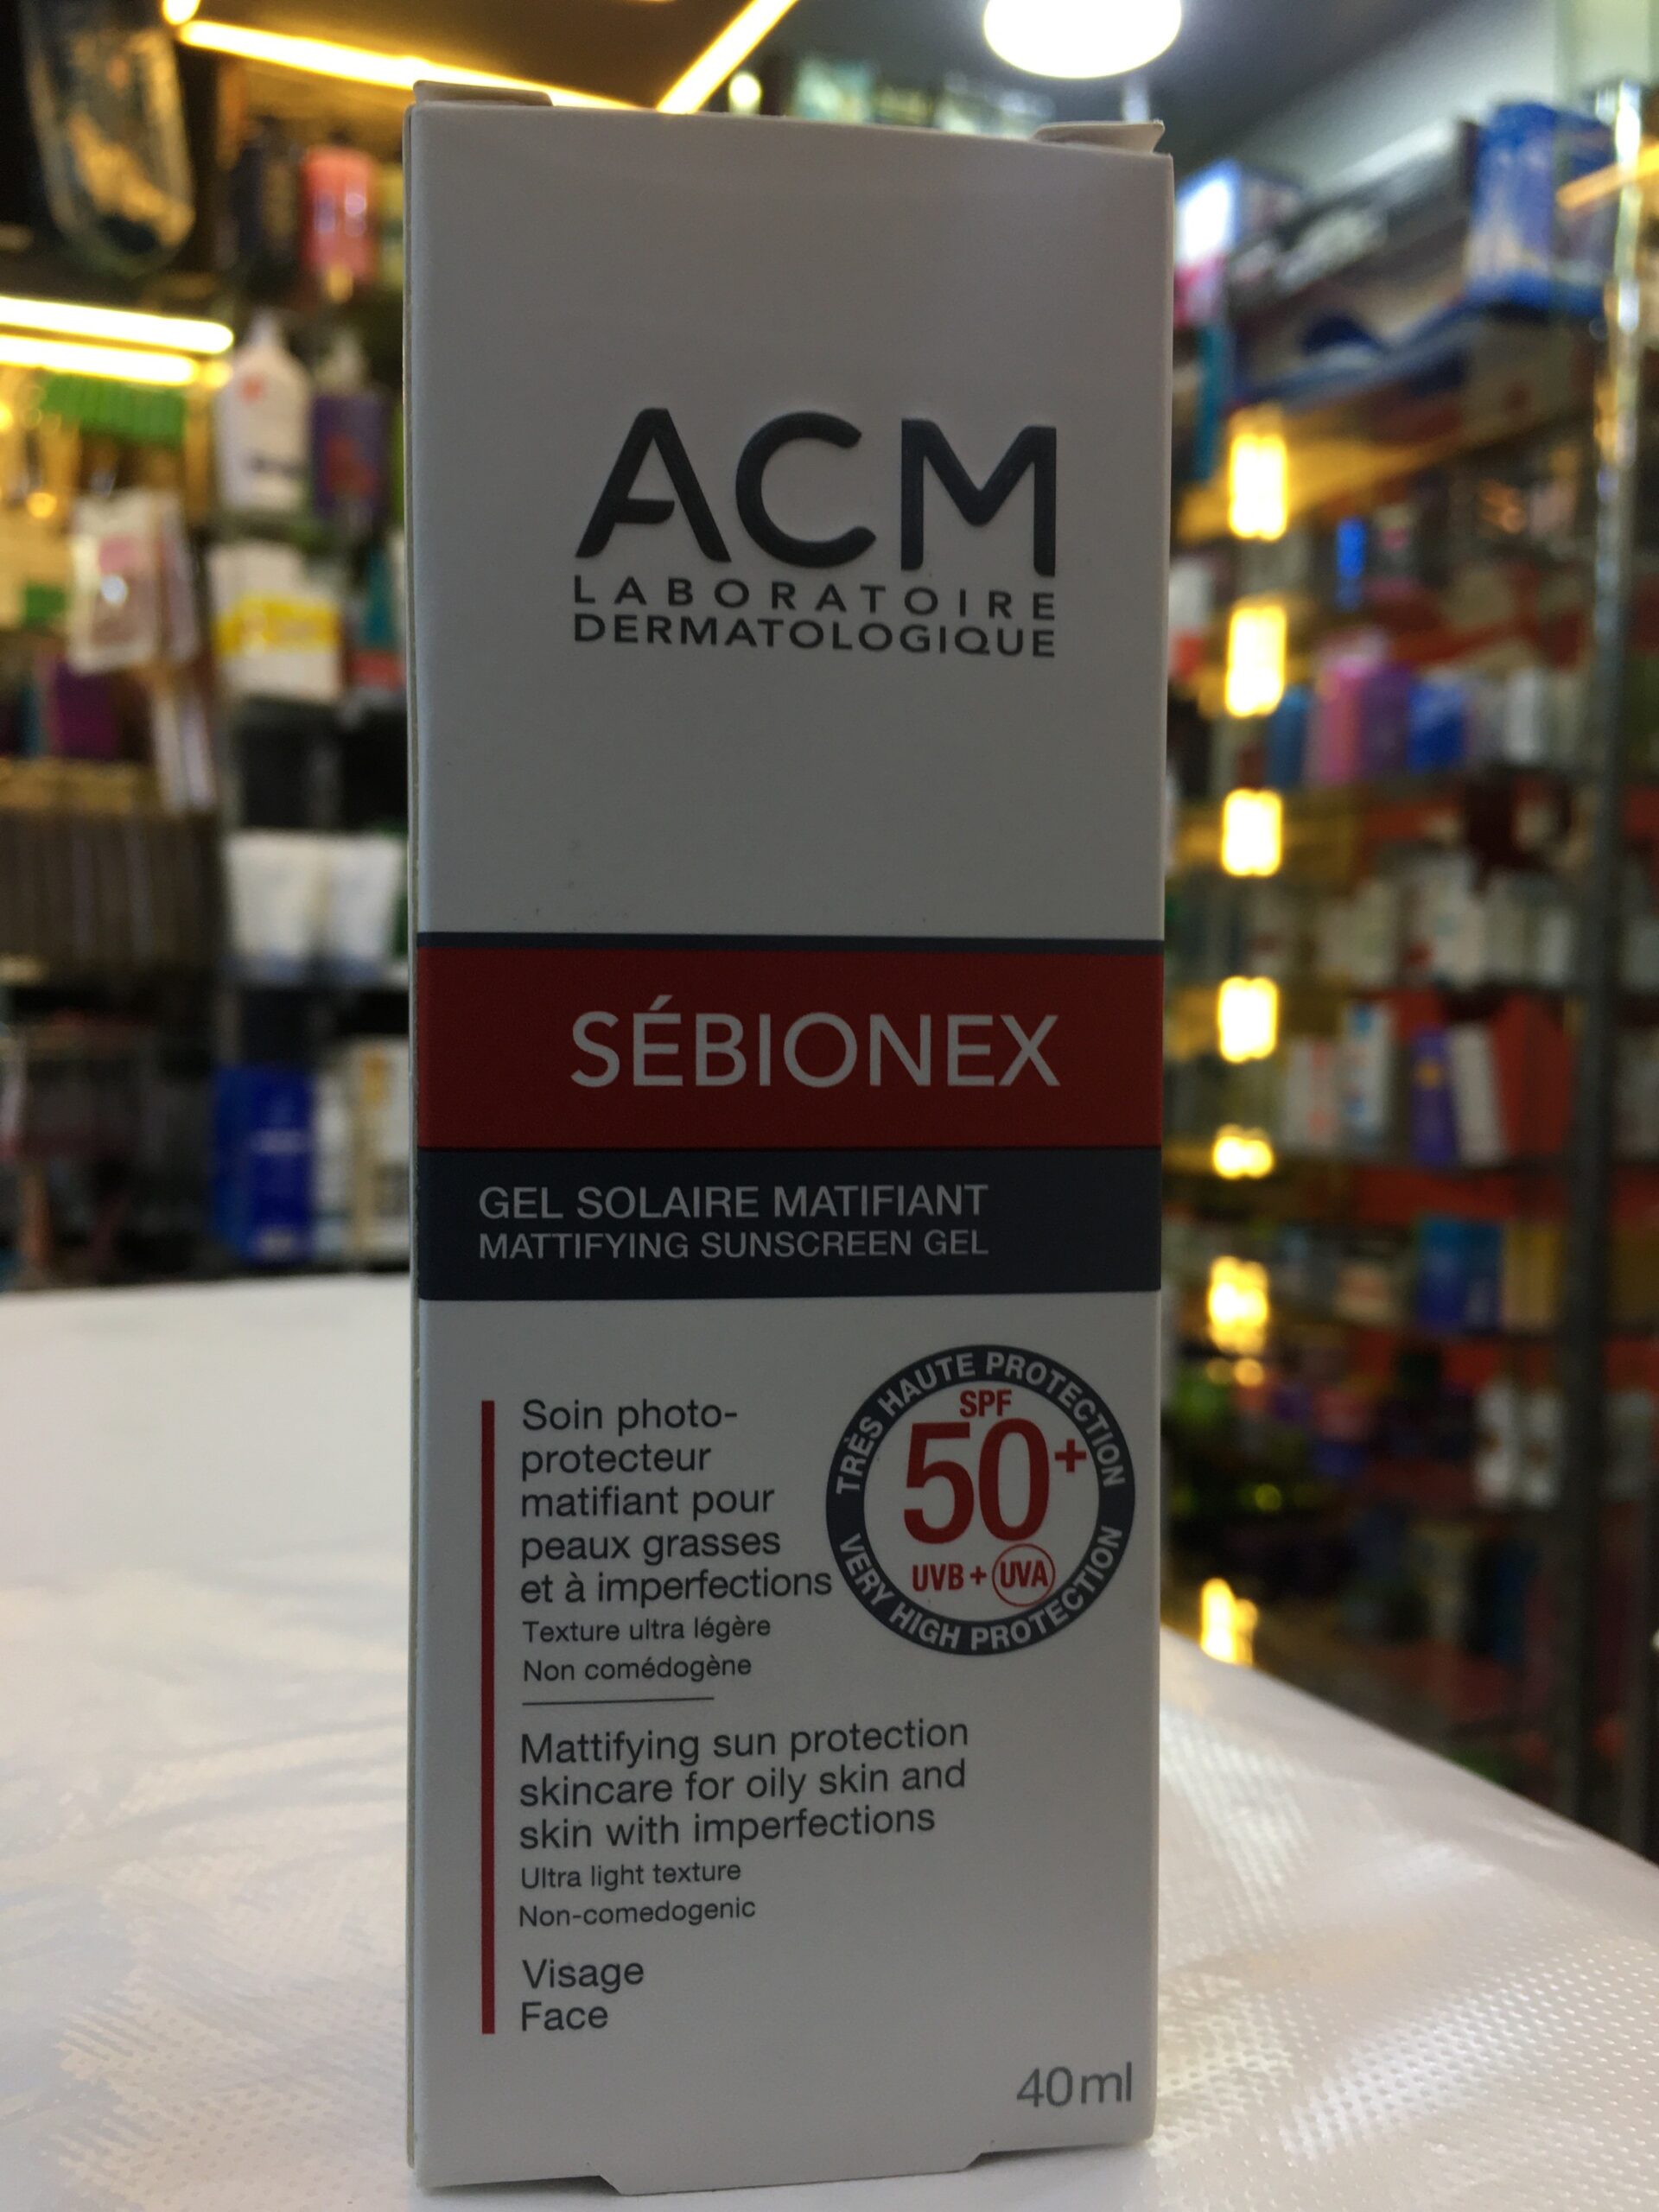 ACM
LABORATOIRE
DERMATOLOGIQUE
SÉBIONEX
GEL SOLAIRE MATIFIANT
MATTIFYING SUNSCREEN GEL
Soin photo-
protecteur
matifiant pour
peaux grasses
et à imperfections
Texture ultra légère
Non comédogène
TRÈS HAUTE PROTECTION
SPF
50+
UVB + UVA
VERY HIGH PROTECTION
Mattifying sun protection
skincare for oily skin and
skin with imperfections
Ultra light texture
Non-comedogenic
Visage
Face
40ml